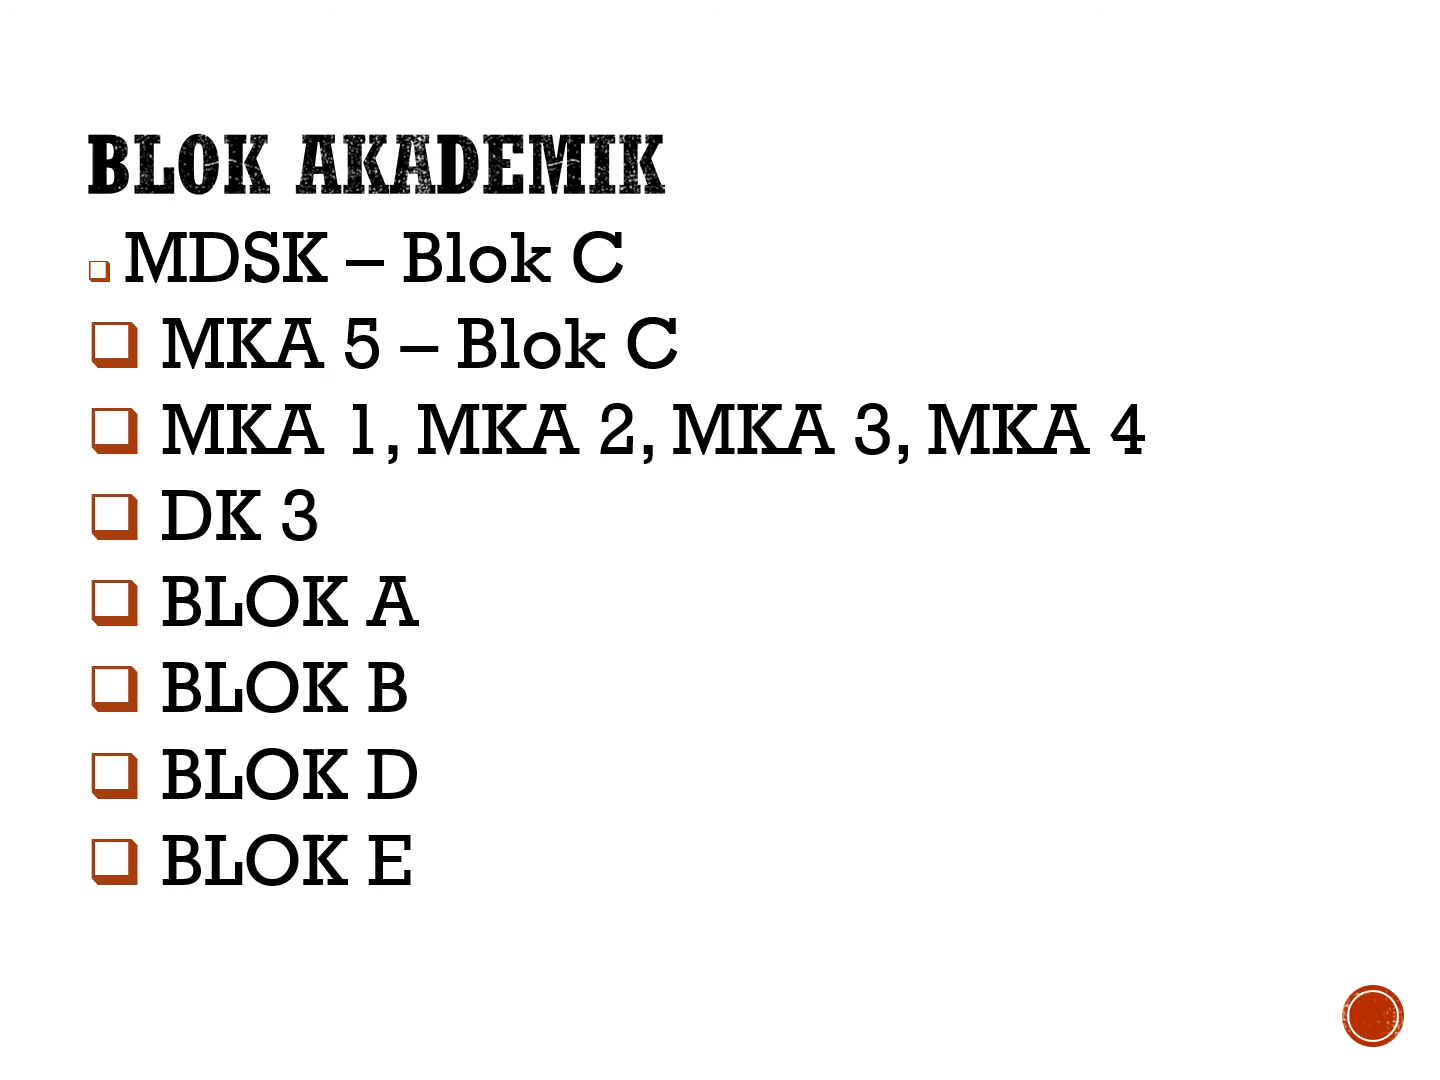 BLOK AKADEMIK
MDSK – Blok C
MKA 5 – Blok C
MKA 1, MKA 2, MKA 3, MKA 4
DK 3
BLOK A
BLOK B
BLOK D
BLOK E